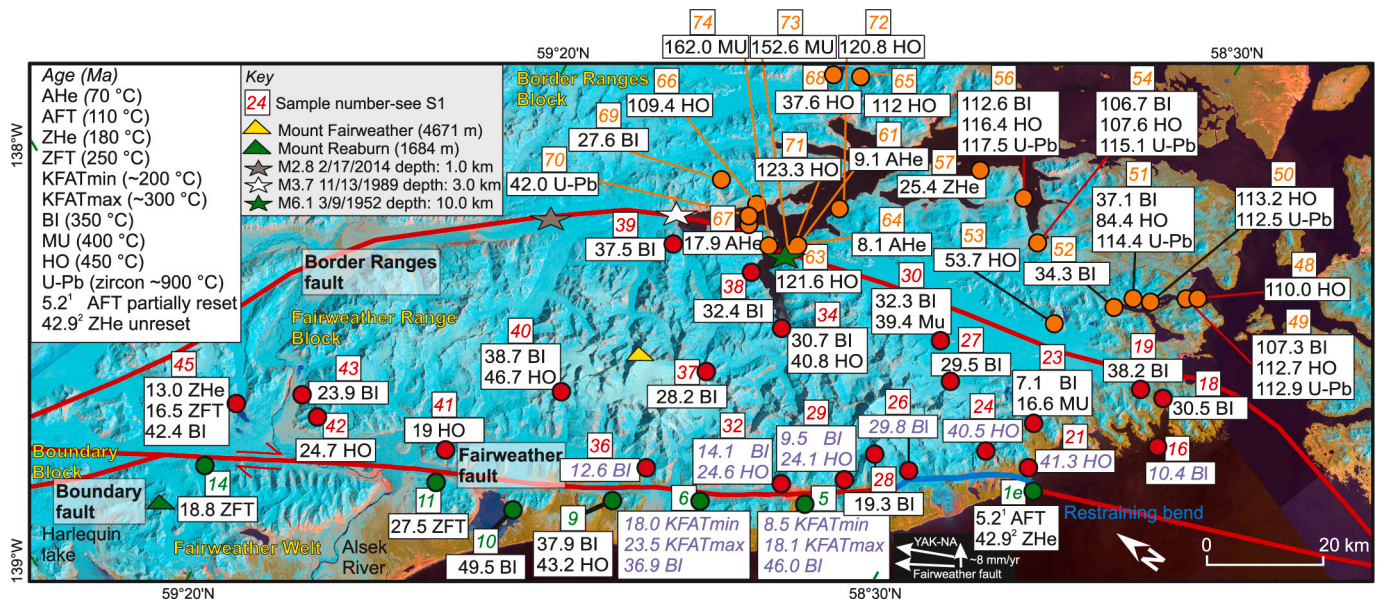 74
73
72
162.0 MU
152.6 MU
120.8 HO
59°20'N
58°30'N
138°W
139°W
Age (Ma)
AHe (70 °C)
AFT (110 °C)
ZHe (180 °C)
ZFT (250 °C)
KFATmin (~200 °C)
KFATmax (~300 °C)
BI (350 °C)
MU (400 °C)
HO (450 °C)
U-Pb (zircon ~900 °C)
5.2¹ AFT partially reset
42.9² ZHe unreset
Key
24 Sample number-see S1
Mount Fairweather (4671 m)
Mount Reaburn (1684 m)
M2.8 2/17/2014 depth: 1.0 km
M3.7 11/13/1989 depth: 3.0 km
M6.1 3/9/1952 depth: 10.0 km
Border Ranges
Block
66
109.4 HO
69
27.6 BI
70
42.0 U-Pb
68
37.6 HO
65
112 HO
61
9.1 AHe
71
123.3 HO
56
112.6 BI
116.4 HO
117.5 U-Pb
57
25.4 ZHe
54
106.7 BI
107.6 HO
115.1 U-Pb
51
37.1 BI
84.4 HO
114.4 U-Pb
50
113.2 HO
112.5 U-Pb
48
110.0 HO
49
107.3 BI
112.7 HO
112.9 U-Pb
67
17.9 AHe
64
8.1 AHe
63
121.6 HO
53
53.7 HO
52
34.3 BI
39
37.5 BI
38
32.4 BI
34
30.7 BI
40.8 HO
30
32.3 BI
39.4 Mu
27
29.5 BI
23
7.1 BI
16.6 MU
19
38.2 BI
18
30.5 BI
16
10.4 BI
Border Ranges
fault
Fairweather Range
Block
45
13.0 ZHe
16.5 ZFT
42.4 BI
43
23.9 BI
42
24.7 HO
40
38.7 BI
46.7 HO
41
19 HO
37
28.2 BI
36
12.6 BI
32
14.1 BI
24.6 HO
29
9.5 BI
24.1 HO
26
29.8 BI
24
40.5 HO
21
41.3 HO
28
19.3 BI
Fairweather
fault
Boundary
Block
Boundary
fault
14
18.8 ZFT
11
27.5 ZFT
10
49.5 BI
9
37.9 BI
43.2 HO
6
18.0 KFATmin
23.5 KFATmax
36.9 BI
5
8.5 KFATmin
18.1 KFATmax
46.0 BI
1e
5.2¹ AFT
42.9² ZHe
Restraining bend
Harlequin
lake
Fairweather Welt
Alsek
River
YAK-NA
~8 mm/yr
Fairweather fault
N
0
20 km
59°20'N
58°30'N